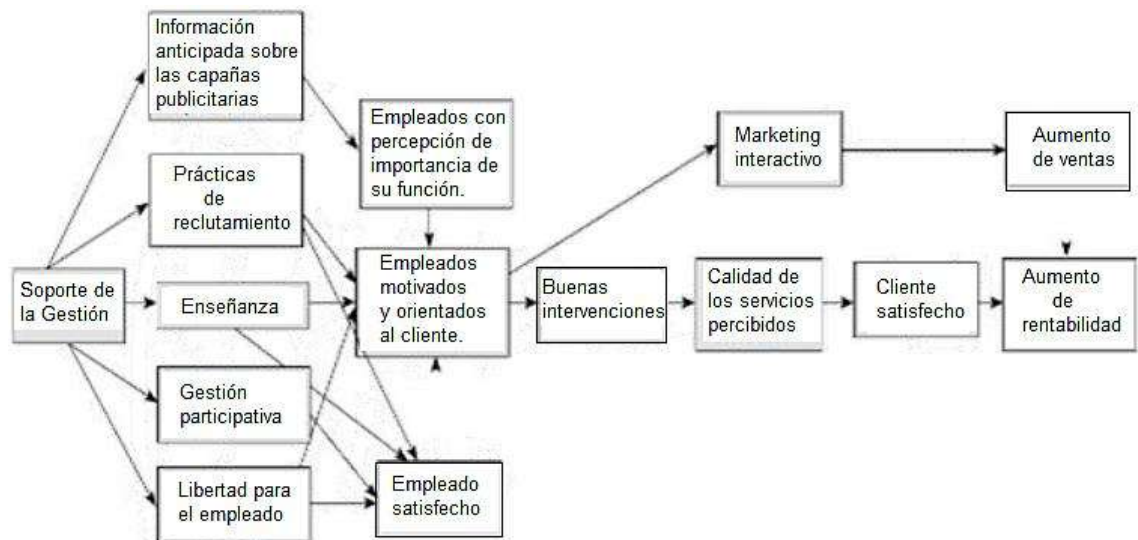 Información
anticipada sobre
las capañas
publicitarias
Empleados con
percepción de
importancia de
su función.
Marketing
interactivo
Aumento
de ventas
Prácticas
de
reclutamiento
Soporte de
la Gestión
Enseñanza
Empleados
motivados
y orientados
al cliente.
Buenas
intervenciones
Calidad de
los servicios
percibidos
Cliente
satisfecho
Aumento
de
rentabilidad
Gestión
participativa
Libertad para
el empleado
Empleado
satisfecho